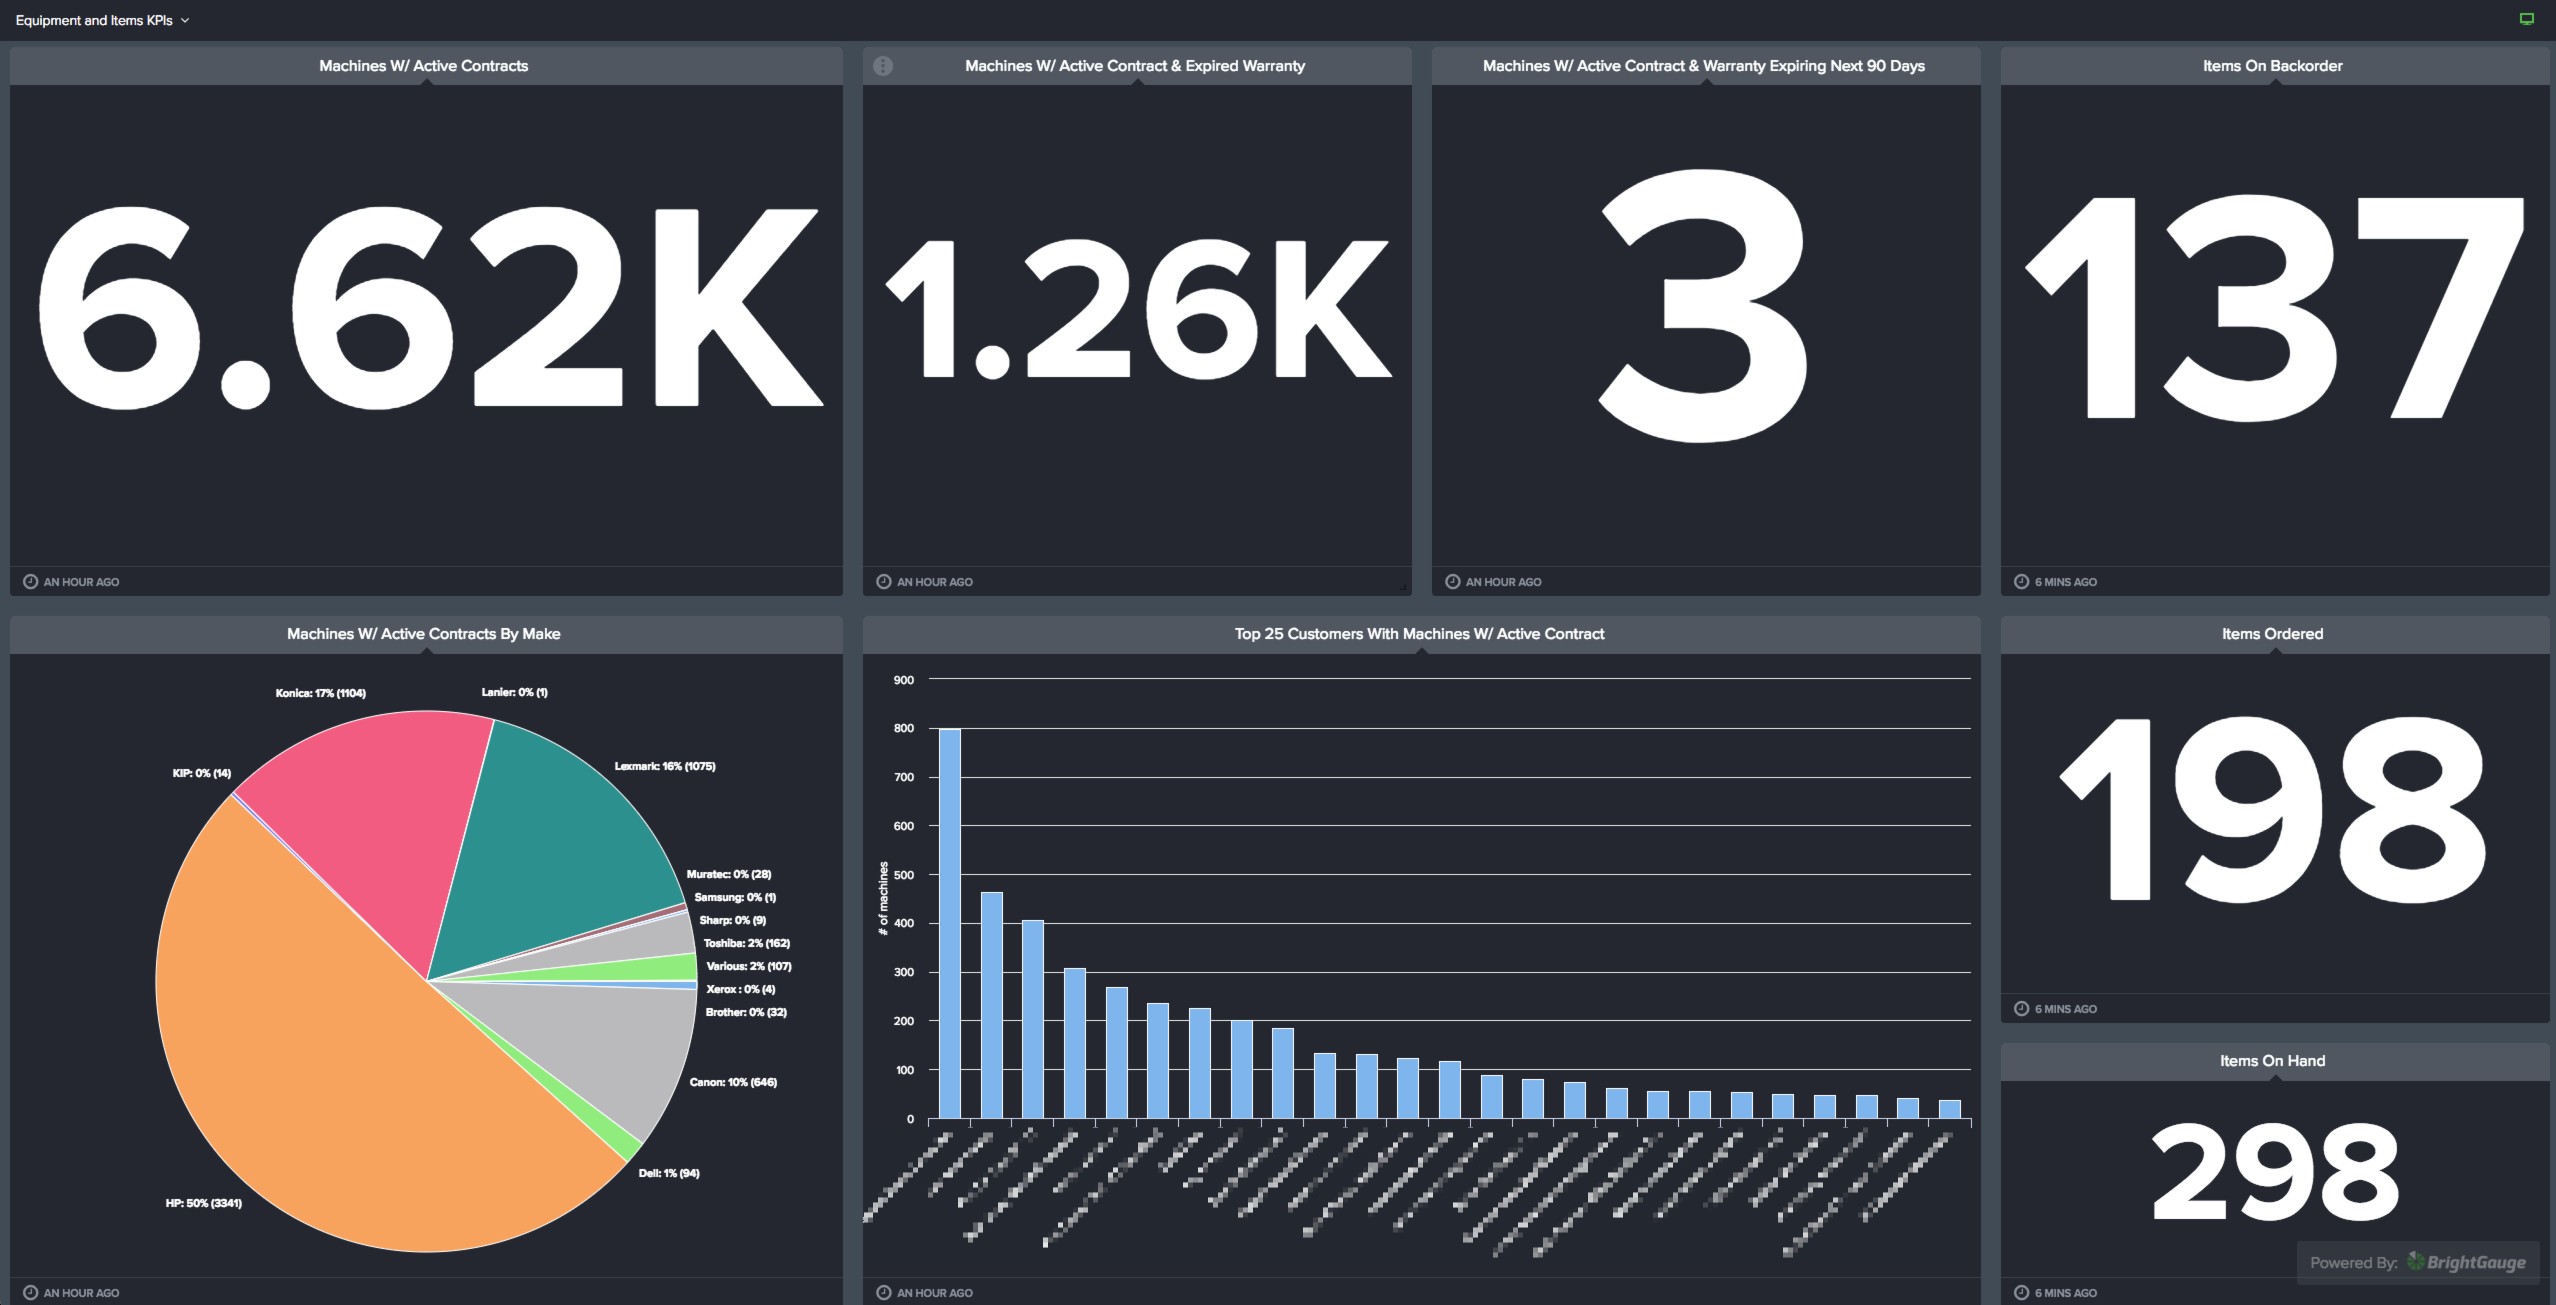 Equipment and Items KPIs
Machines W/ Active Contracts
6.62K
AN HOUR AGO
Machines W/ Active Contract & Expired Warranty
1.26K
AN HOUR AGO
Machines W/ Active Contract & Warranty Expiring Next 90 Days
3
AN HOUR AGO
Items On Backorder
137
6 MINS AGO
Machines W/ Active Contracts By Make
Konica: 17% (1104)
Lanier: 0% (1)
Lexmark: 16% (1075)
KIP: 0% (14)
Muratec: 0% (28)
Samsung: 0% (1)
Sharp: 0% (9)
Toshiba: 2% (162)
Various: 2% (107)
Xerox : 0% (4)
Brother: 0% (32)
Canon: 10% (646)
Dell: 1% (94)
HP: 50% (3341)
AN HOUR AGO
Top 25 Customers With Machines W/ Active Contract
# of machines
900
800
700
600
500
400
300
200
100
0
AN HOUR AGO
Items Ordered
198
6 MINS AGO
Items On Hand
298
Powered By: BrightGauge
6 MINS AGO